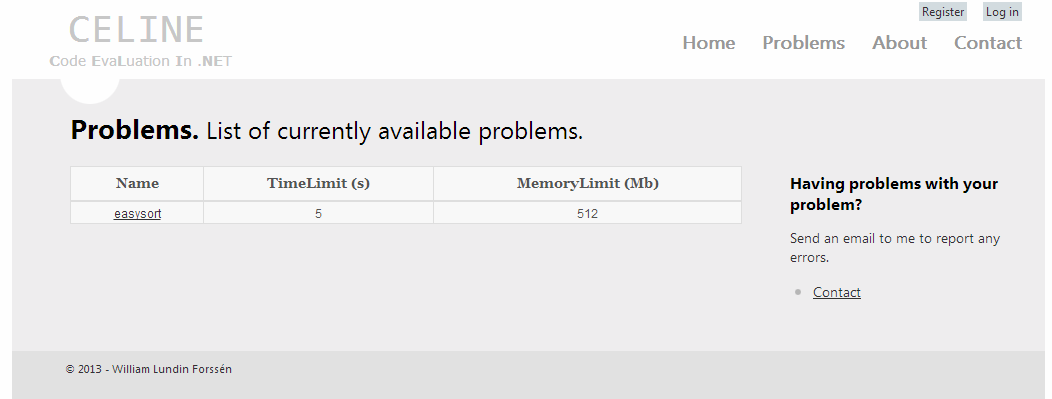 Register Log in
CELINE
Code EvaLuation In .NET
Home Problems About Contact
Problems. List of currently available problems.
Name TimeLimit (s) MemoryLimit (Mb)
easysort 5 512
Having problems with your
problem?
Send an email to me to report any
errors.
Contact
© 2013 - William Lundin Forssén